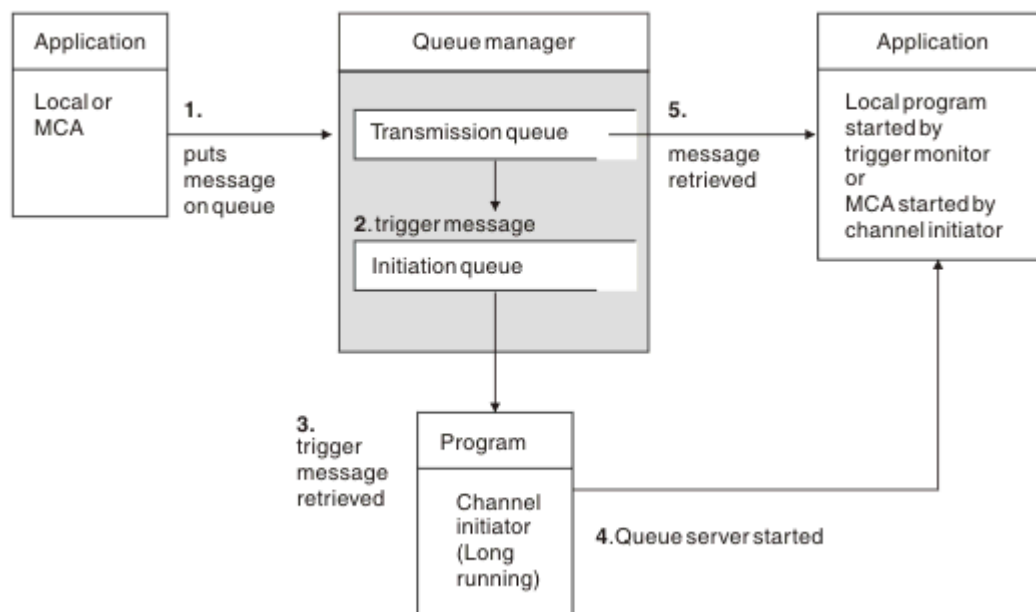 Application
Local or
MCA
1.
puts
message
on queue
Queue manager
Transmission queue
2.trigger message
Initiation queue
5.
message
retrieved
Application
Local program
started by
trigger monitor
or
MCA started by
channel initiator
3.
trigger
message
retrieved
Program
Channel
initiator
(Long
running)
4.Queue server started